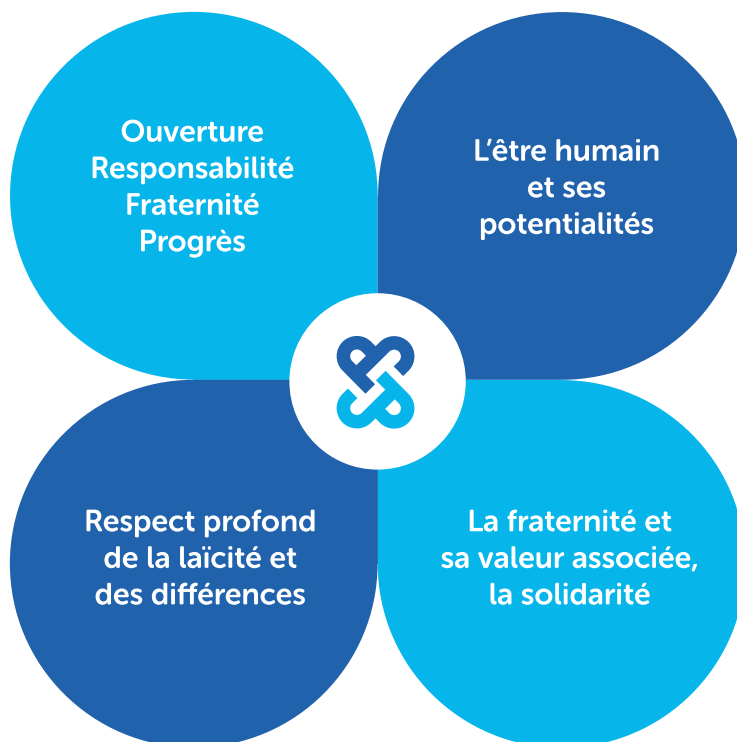 Ouverture
Responsabilité
Fraternité
Progrès
L'être humain
et ses
potentialités
Respect profond
de la laïcité et
des différences
La fraternité et
sa valeur associée,
la solidarité